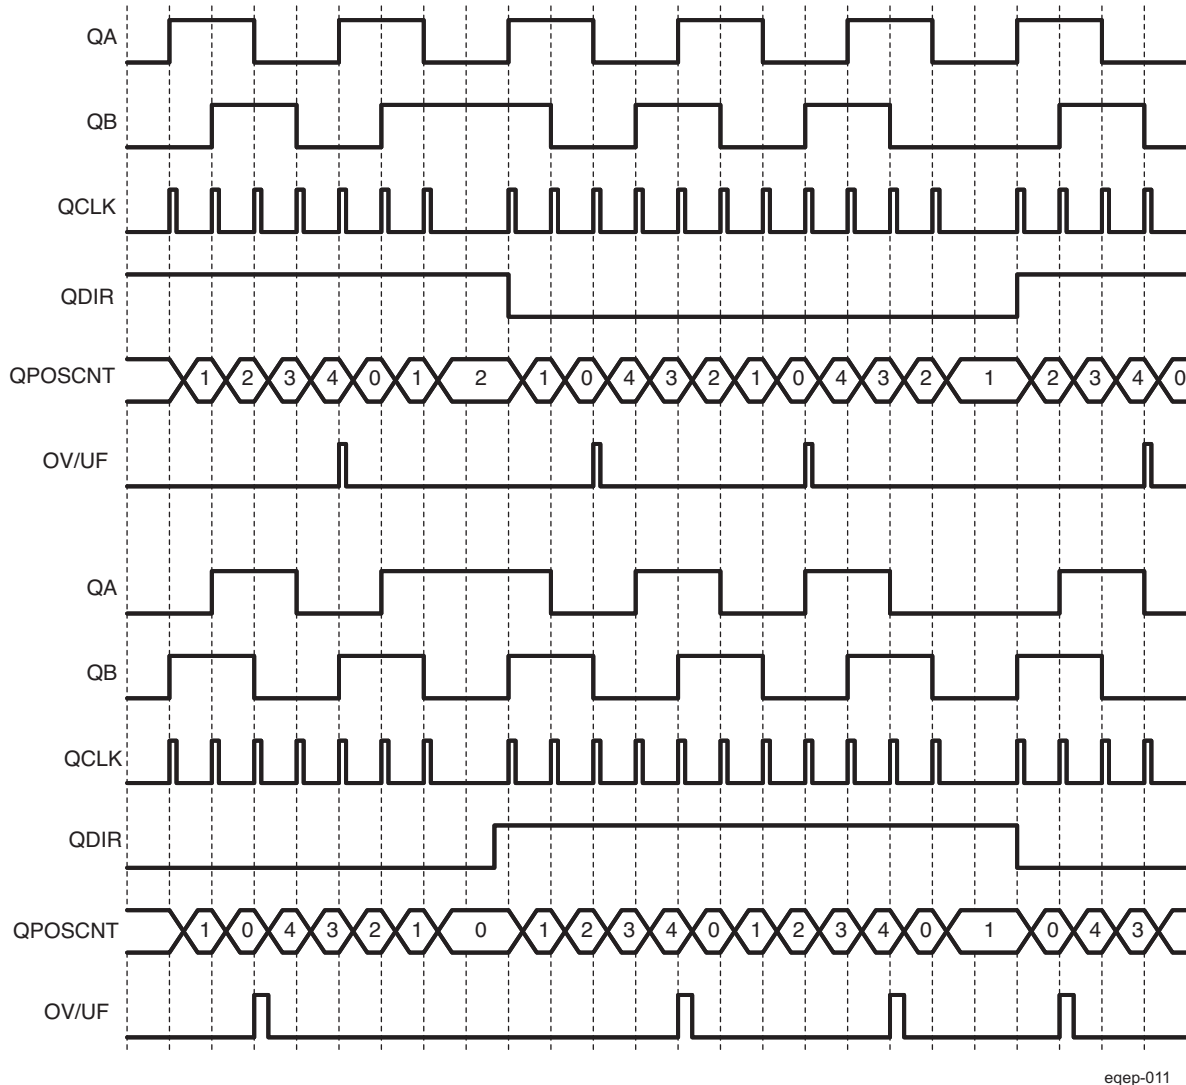 QA
QB
QCLK
QDIR
QPOSCNT 1 2 3 4 0 1 2 1 0 4 3 2 1 0 4 3 2 1 2 3 4 0
OV/UF
QA
QB
QCLK
QDIR
QPOSCNT 1 0 4 3 2 1 0 1 2 3 4 0 1 2 3 4 0 1 0 4 3
OV/UF
eqep-011